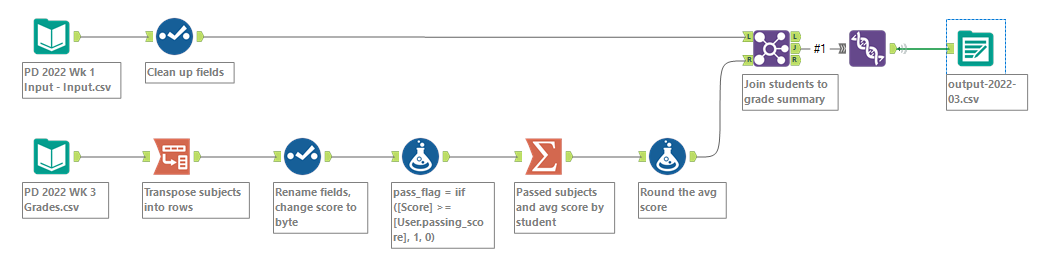 L
L
#1
J
R
R
PD 2022 Wk 1
Input - Input.csv
Clean up fields
Join students to
grade summary
output-2022-
03.csv
PD 2022 WK 3
Grades.csv
Transpose subjects
into rows
Rename fields,
change score to
byte
pass_flag = iif
([Score] >=
[User.passing_sco
re], 1, 0)
Passed subjects
and avg score by
student
Round the avg
score